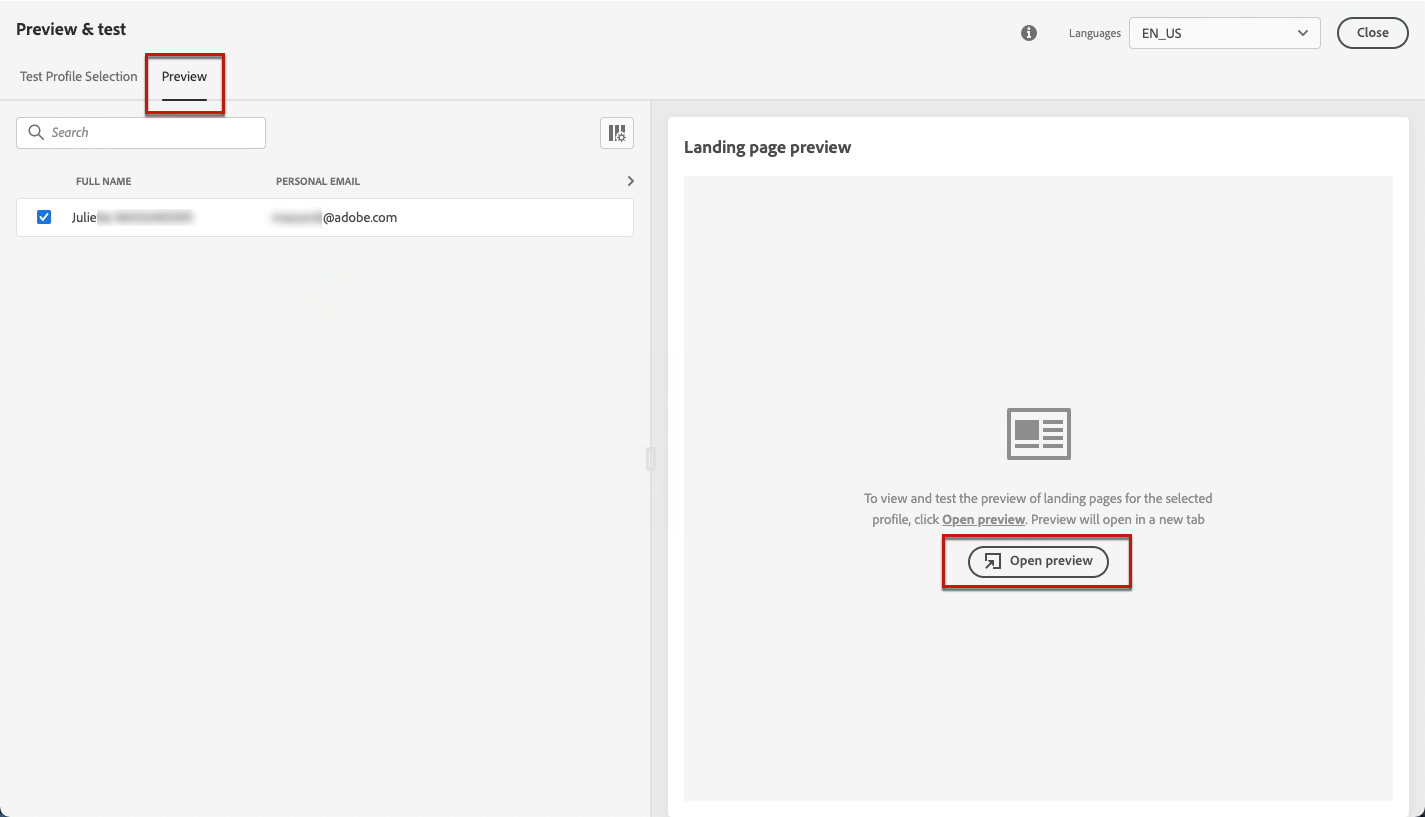 Preview & test
Languages
EN_US
Close
Test Profile Selection
Preview
Search
FULL NAME
PERSONAL EMAIL
Julie
@adobe.com
Landing page preview
To view and test the preview of landing pages for the selected
profile, click Open preview. Preview will open in a new tab
Open preview